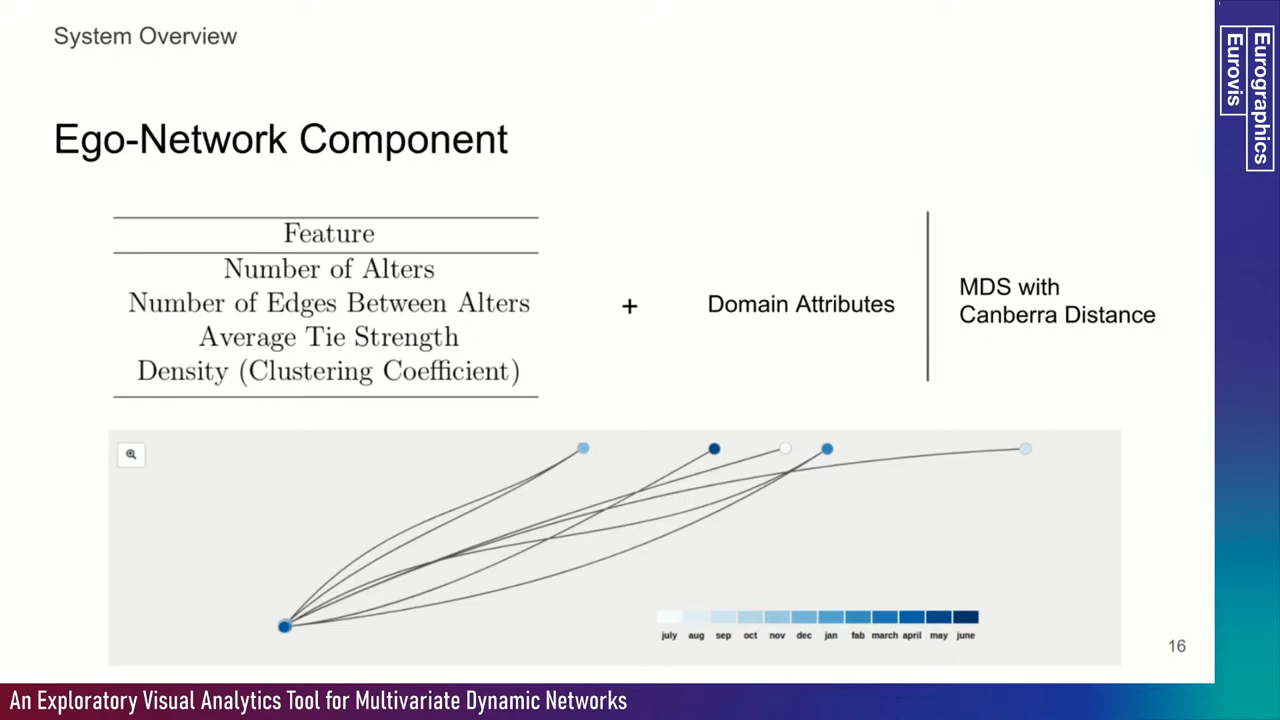 System Overview
Ego-Network Component
Feature
Number of Alters
Number of Edges Between Alters
Average Tie Strength
Density (Clustering Coefficient)
+
Domain Attributes
MDS with
Canberra Distance
july aug sep oct nov dec jan fab march april may june
16
Eurographics
Eurovis
An Exploratory Visual Analytics Tool for Multivariate Dynamic Networks